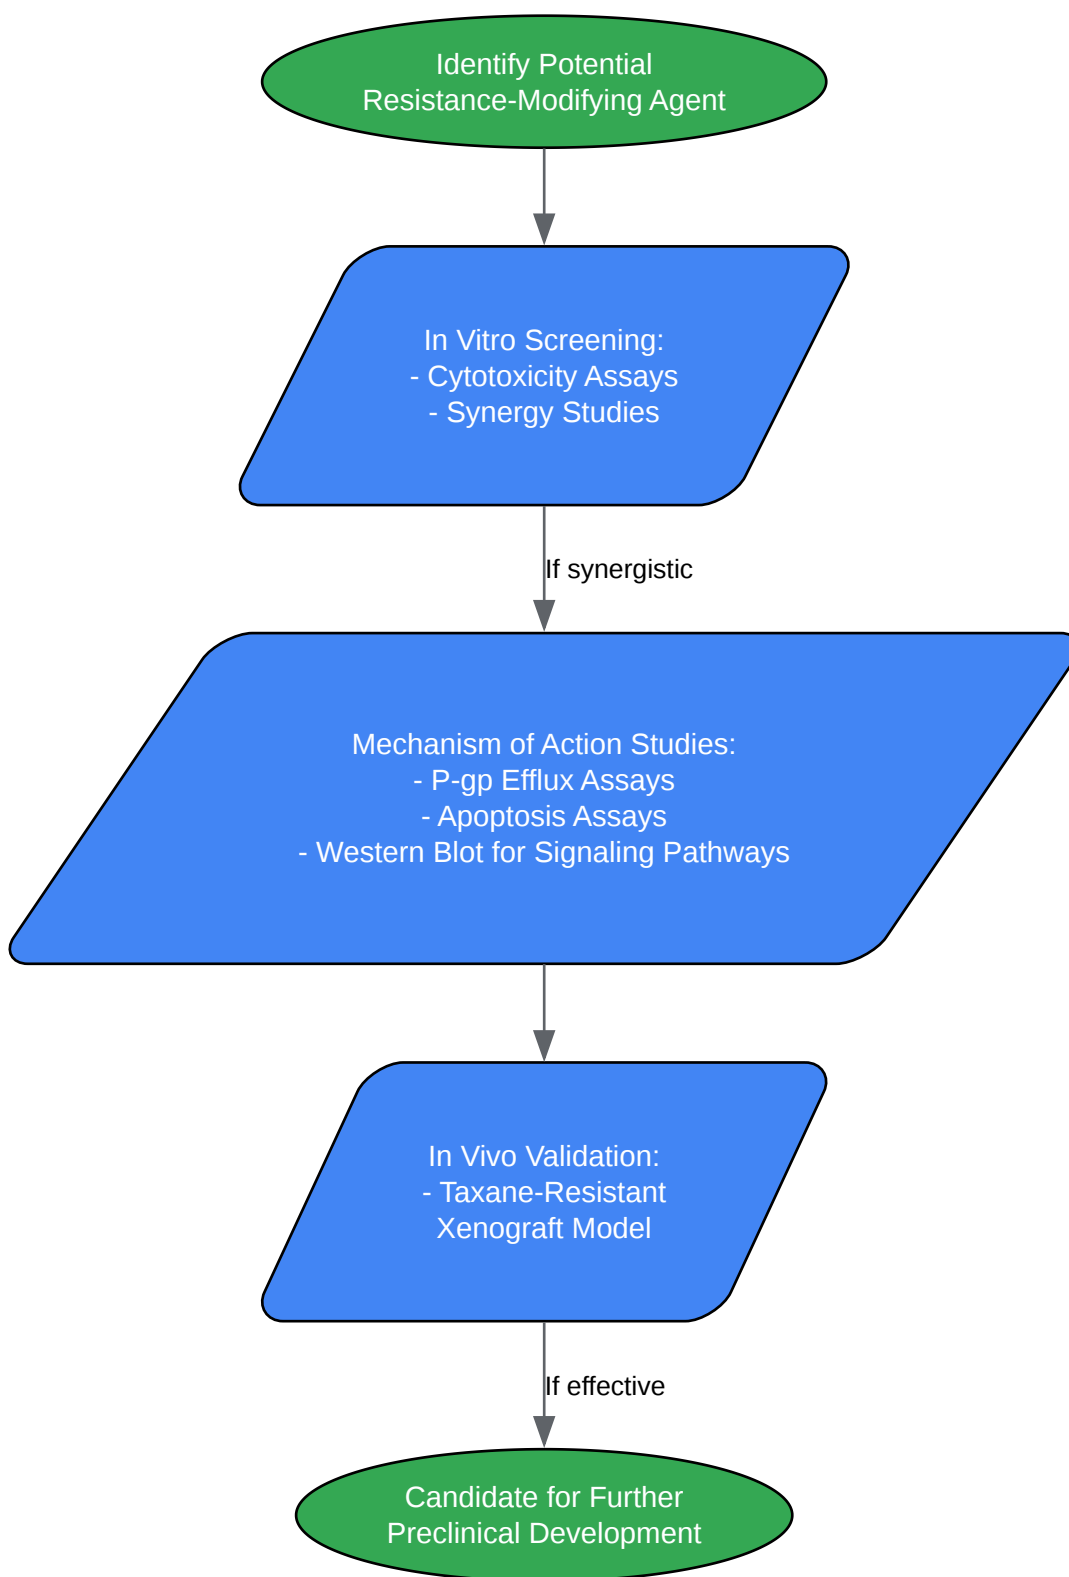 Identify Potential
Resistance-Modifying Agent
In Vitro Screening:
- Cytotoxicity Assays
- Synergy Studies
If synergistic
Mechanism of Action Studies:
- P-gp Efflux Assays
- Apoptosis Assays
- Western Blot for Signaling Pathways
In Vivo Validation:
- Taxane-Resistant
Xenograft Model
If effective
Candidate for Further
Preclinical Development